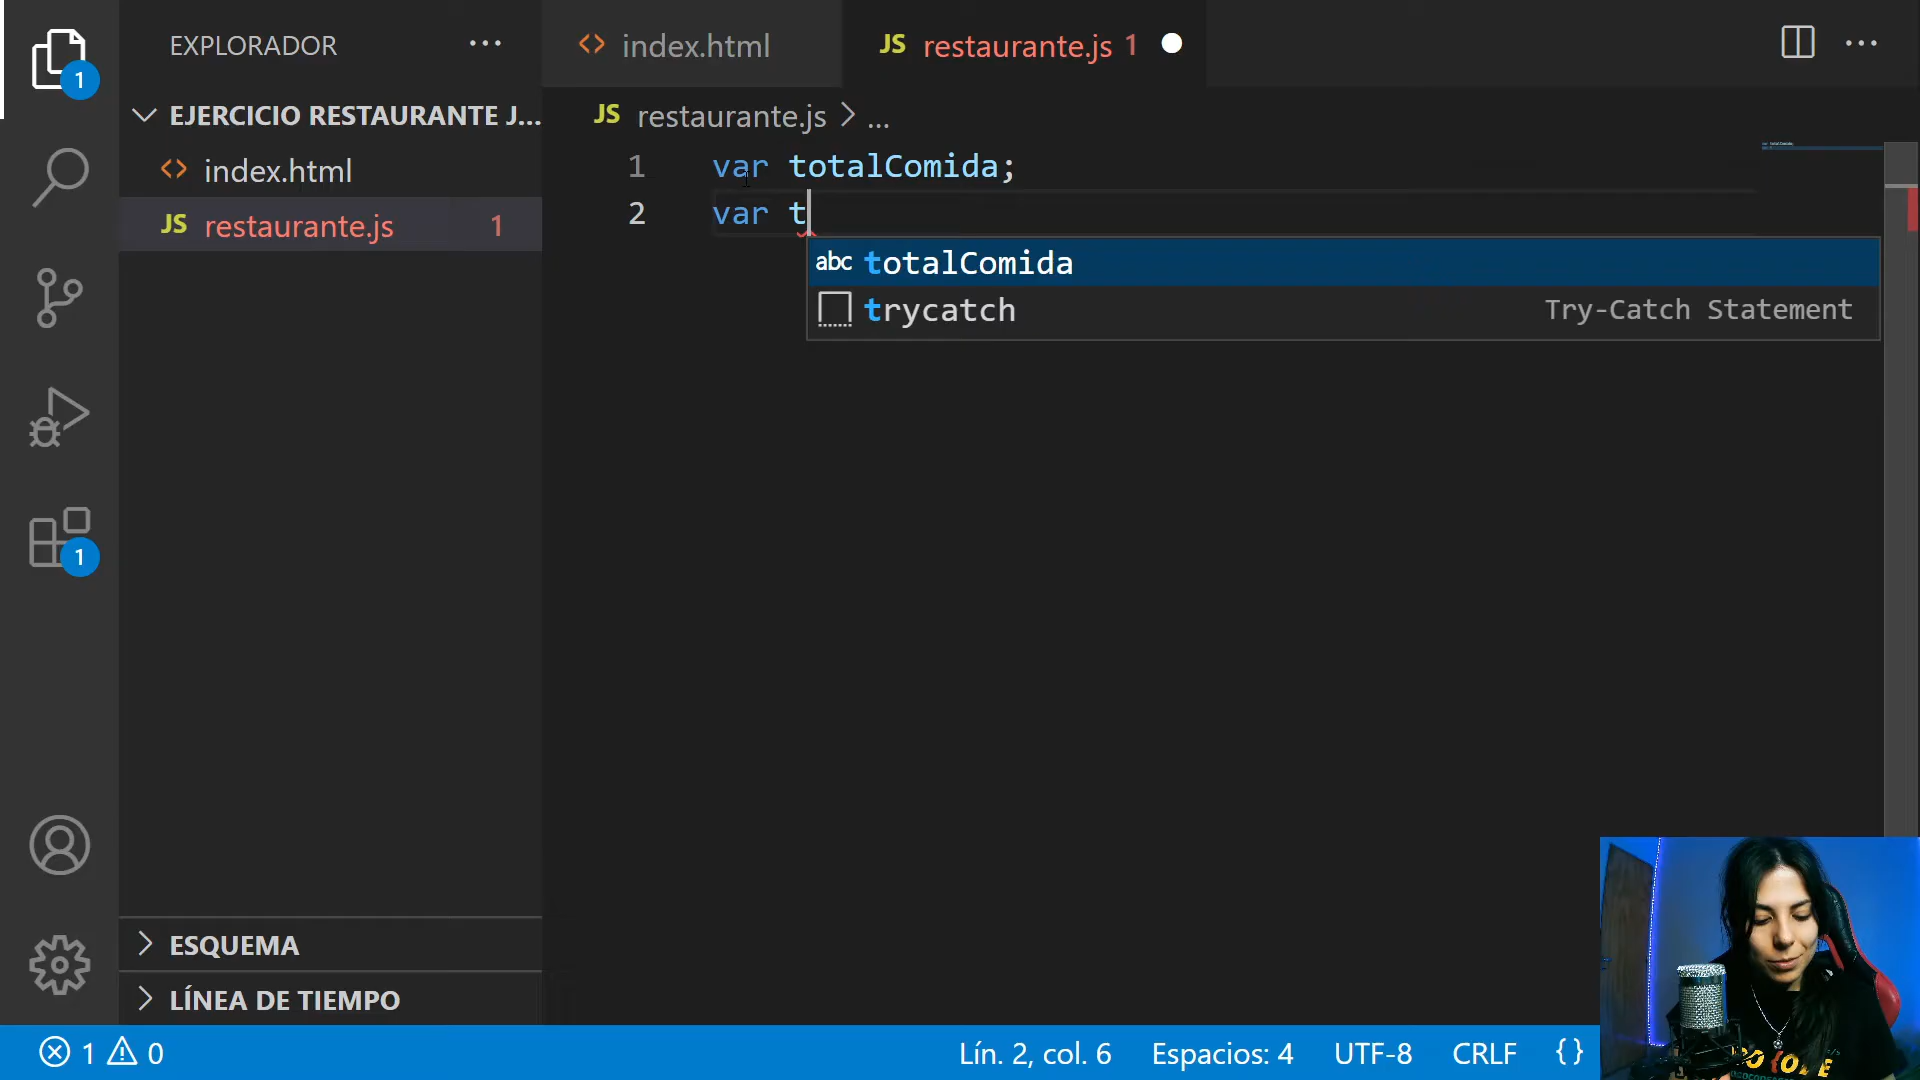 EXPLORADOR ···
index.html
JS restaurante.js 1
1
EJERCICIO RESTAURANTE J...
index.html
JS restaurante.js 1
JS restaurante.js > ...
1 var totalComida;
2 var t
abc totalComida
trycatch Try-Catch Statement
1
ESQUEMA
LÍNEA DE TIEMPO
1 0
Lín. 2, col. 6 Espacios: 4 UTF-8 CRLF {}